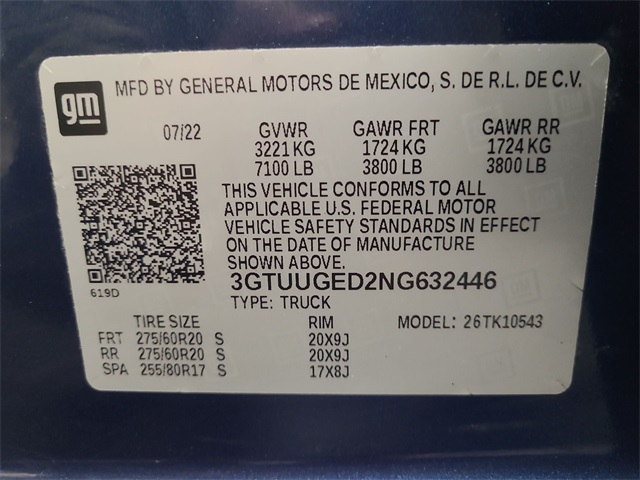 gm
MFD BY GENERAL MOTORS DE MEXICO, S. DE R.L. DE C.V.
07/22 GVWR GAWR FRT GAWR RR
3221 KG 1724 KG 1724 KG
7100 LB 3800 LB 3800 LB
THIS VEHICLE CONFORMS TO ALL
APPLICABLE U.S. FEDERAL MOTOR
VEHICLE SAFETY STANDARDS IN EFFECT
ON THE DATE OF MANUFACTURE
SHOWN ABOVE.
619D
3GTUUGED2NG632446
TYPE: TRUCK
TIRE SIZE RIM MODEL: 26TK10543
FRT 275/60R20 S 20X9J
RR 275/60R20 S 20X9J
SPA 255/80R17 S 17X8J